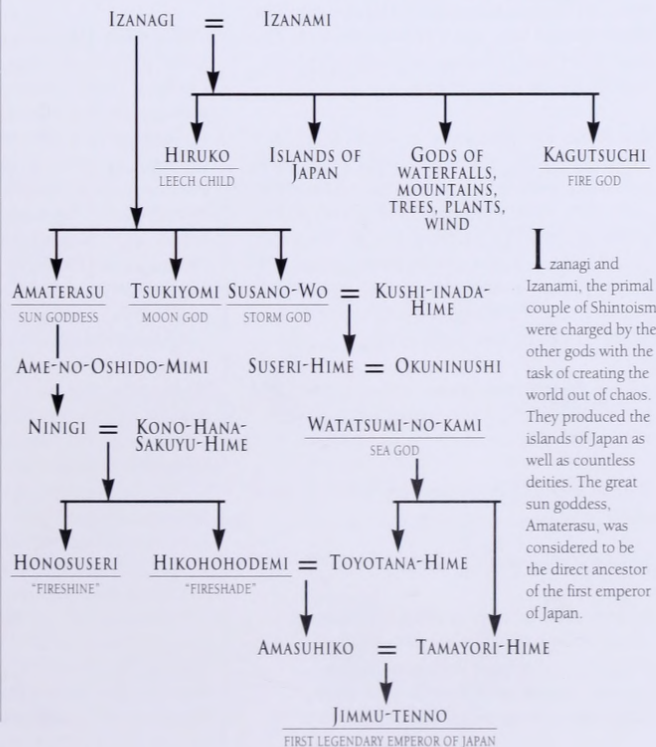 IZANAGI = IZANAMI
HIRUKO
LEECH CHILD
ISLANDS OF
JAPAN
GODS OF
WATERFALLS,
MOUNTAINS,
TREES, PLANTS,
WIND
KAGUTSUCHI
FIRE GOD
AMATERASU
SUN GODDESS
TSUKIYOMI
MOON GOD
SUSANO-WO
STORM GOD
=
KUSHI-INADA-
HIME
AME-NO-OSHIDO-MIMI
SUSERI-HIME = OKUNINUSHI
NINIGI = KONO-HANA-
SAKUYU-HIME
WATATSUMI-NO-KAMI
SEA GOD
HONOSUSERI
"FIRESHINE"
HIKOHOHODEMI
"FIRESHADE"
=
TOYOTANA-HIME
AMASUHIKO = TAMAYORI-HIME
JIMMU-TENNO
FIRST LEGENDARY EMPEROR OF JAPAN
Izanagi and
Izanami, the primal
couple of Shintoism
were charged by the
other gods with the
task of creating the
world out of chaos.
They produced the
islands of Japan as
well as countless
deities. The great
sun goddess,
Amaterasu, was
considered to be
the direct ancestor
of the first emperor
of Japan.